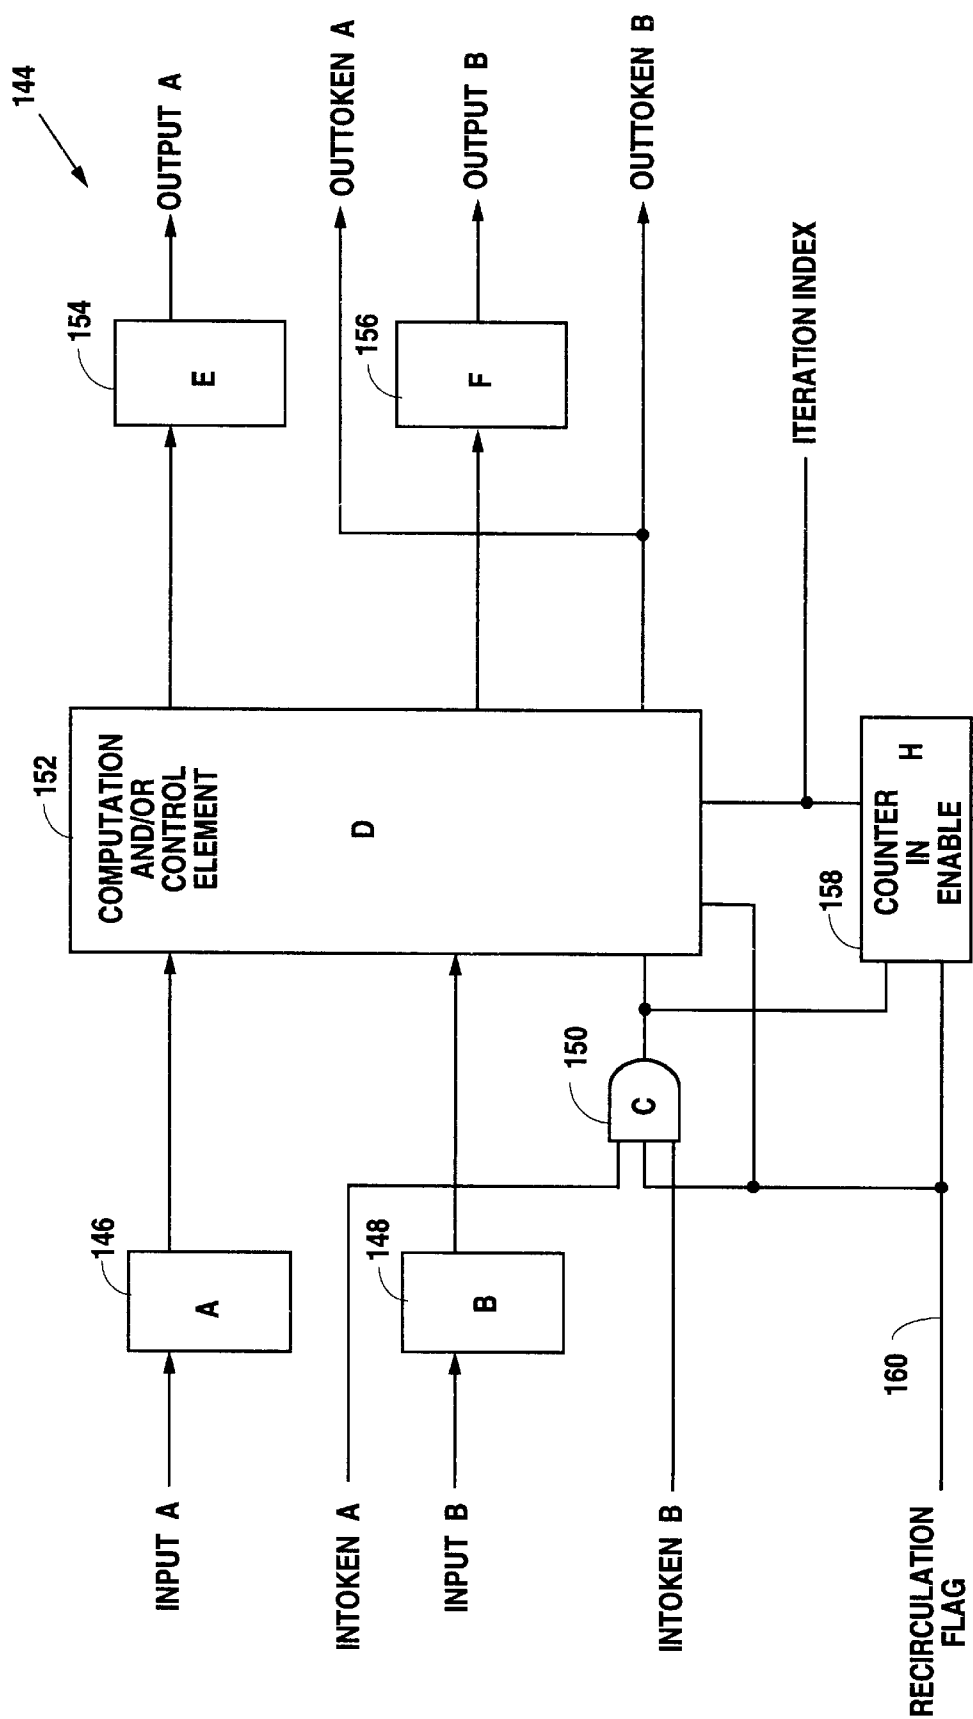 144
INPUT A
146
A
152
COMPUTATION
AND/OR
CONTROL
ELEMENT
D
154
E
OUTPUT A
INTOKEN A
OUTTOKEN A
INPUT B
148
B
156
F
OUTPUT B
INTOKEN B
150
C
OUTTOKEN B
ITERATION INDEX
RECIRCULATION
FLAG
160
158
COUNTER
IN
ENABLE
H